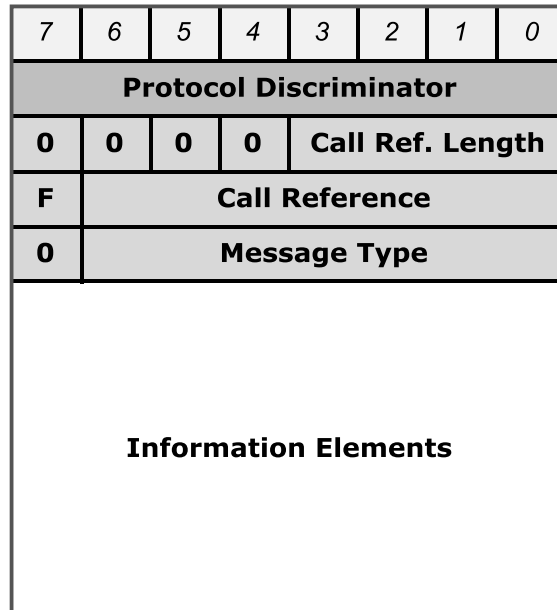 7 6 5 4 3 2 1 0
Protocol Discriminator
0 0 0 0 Call Ref. Length
F Call Reference
0 Message Type
Information Elements